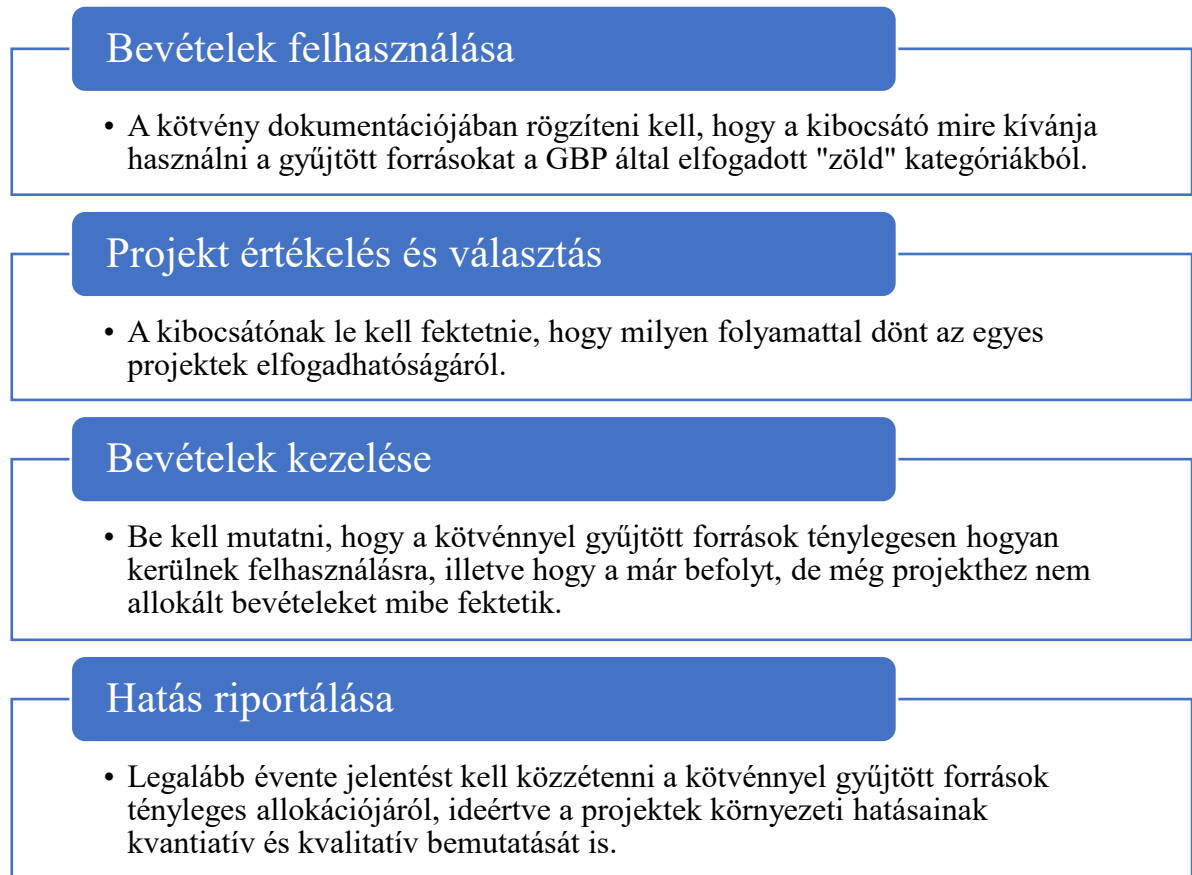 Bevételek felhasználása
• A kötvény dokumentációjában rögzíteni kell, hogy a kibocsátó mire kívánja
használni a gyűjtött forrásokat a GBP által elfogadott "zöld" kategóriákból.
Projekt értékelés és választás
• A kibocsátónak le kell fektetnie, hogy milyen folyamattal dönt az egyes
projektek elfogadhatóságáról.
Bevételek kezelése
• Be kell mutatni, hogy a kötvénnyel gyűjtött források ténylegesen hogyan
kerülnek felhasználásra, illetve hogy a már befolyt, de még projekthez nem
allokált bevételeket mibe fektetik.
Hatás riportálása
• Legalább évente jelentést kell közzétenni a kötvénnyel gyűjtött források
tényleges allokációjáról, ideértve a projektek környezeti hatásainak
kvantiatív és kvalitatív bemutatását is.